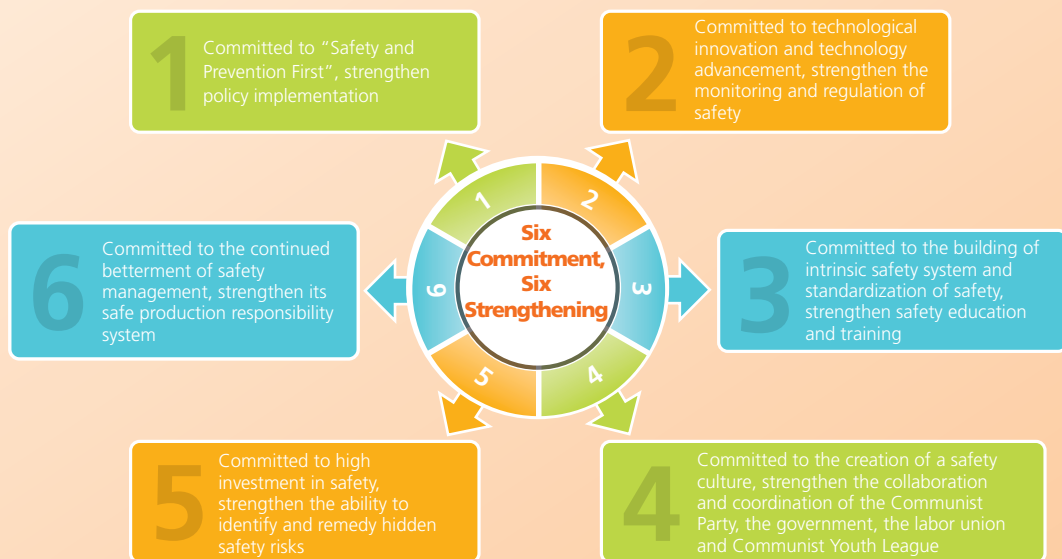 1
Committed to “Safety and
Prevention First”, strengthen
policy implementation
2
Committed to technological
innovation and technology
advancement, strengthen the
monitoring and regulation of
safety
1
2
3
4
5
6
Six
Commitment,
Six
Strengthening
6
Committed to the continued
betterment of safety
management, strengthen its
safe production responsibility
system
3
Committed to the building of
intrinsic safety system and
standardization of safety,
strengthen safety education
and training
5
Committed to high
investment in safety,
strengthen the ability to
identify and remedy hidden
safety risks
4
Committed to the creation of a safety
culture, strengthen the collaboration
and coordination of the Communist
Party, the government, the labor union
and Communist Youth League